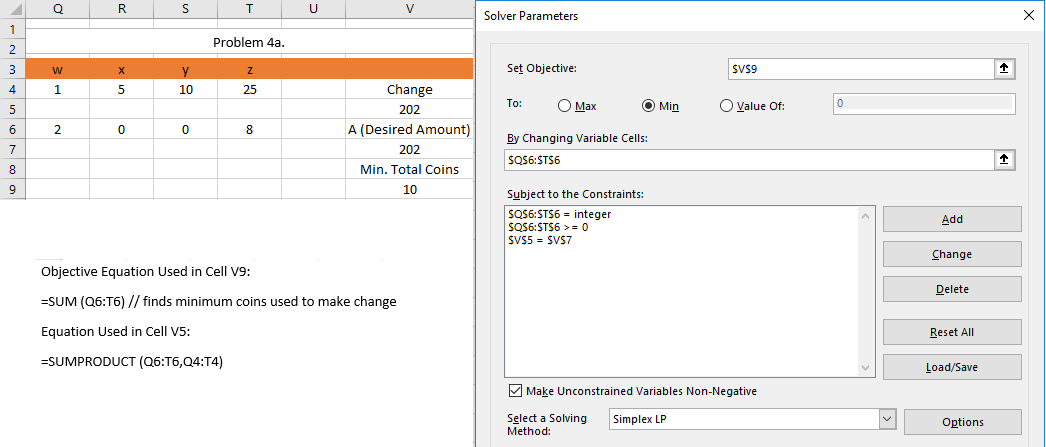 Q R S T U V
1
2 Problem 4a.
3 w x y z
4 1 5 10 25 Change
5 202
6 2 0 0 8 A (Desired Amount)
7 202
8 Min. Total Coins
9 10
Objective Equation Used in Cell V9:
=SUM (Q6:T6) // finds minimum coins used to make change
Equation Used in Cell V5:
=SUMPRODUCT (Q6:T6,Q4:T4)
Solver Parameters
Set Objective: $V$9
To: Max Min Value Of: 0
By Changing Variable Cells:
$Q$6:$T$6
Subject to the Constraints:
$Q$6:$T$6 = integer
$Q$6:$T$6 >= 0
$V$5 = $V$7
Add
Change
Delete
Reset All
Load/Save
Make Unconstrained Variables Non-Negative
Select a Solving
Method:
Simplex LP
Options